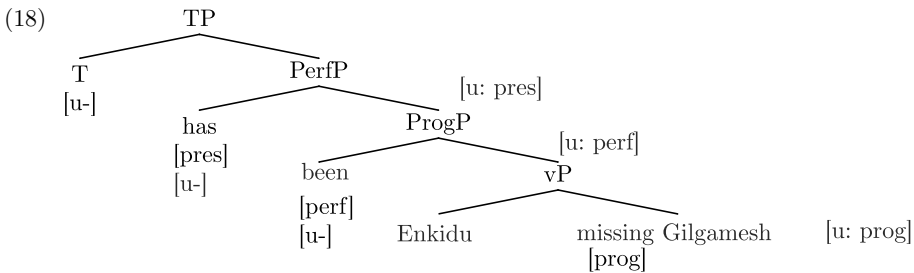 (18)
TP
T
PerfP
[u-]
[u: pres]
has
ProgP
[pres]
[u: perf]
[u-]
been
vP
[perf]
[u-]
Enkidu
missing Gilgamesh
[u: prog]
[prog]